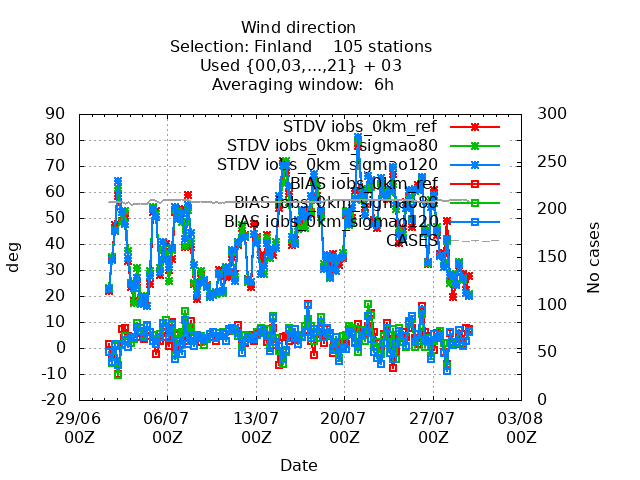 Wind direction
Selection: Finland    105 stations
Used {00,03,...,21} + 03
Averaging window:  6h
90
80
70
60
50
40
30
20
10
0
-10
-20
deg
300
250
200
150
100
50
0
No cases
STDV iobs_0km_ref
STDV iobs_0km_sigmao80
STDV iobs_0km_sigmao120
BIAS iobs_0km_ref
BIAS iobs_0km_sigmao80
BIAS iobs_0km_sigmao120
CASES
29/06 06/07 13/07 20/07 27/07 03/08
00Z 00Z 00Z 00Z 00Z 00Z
Date